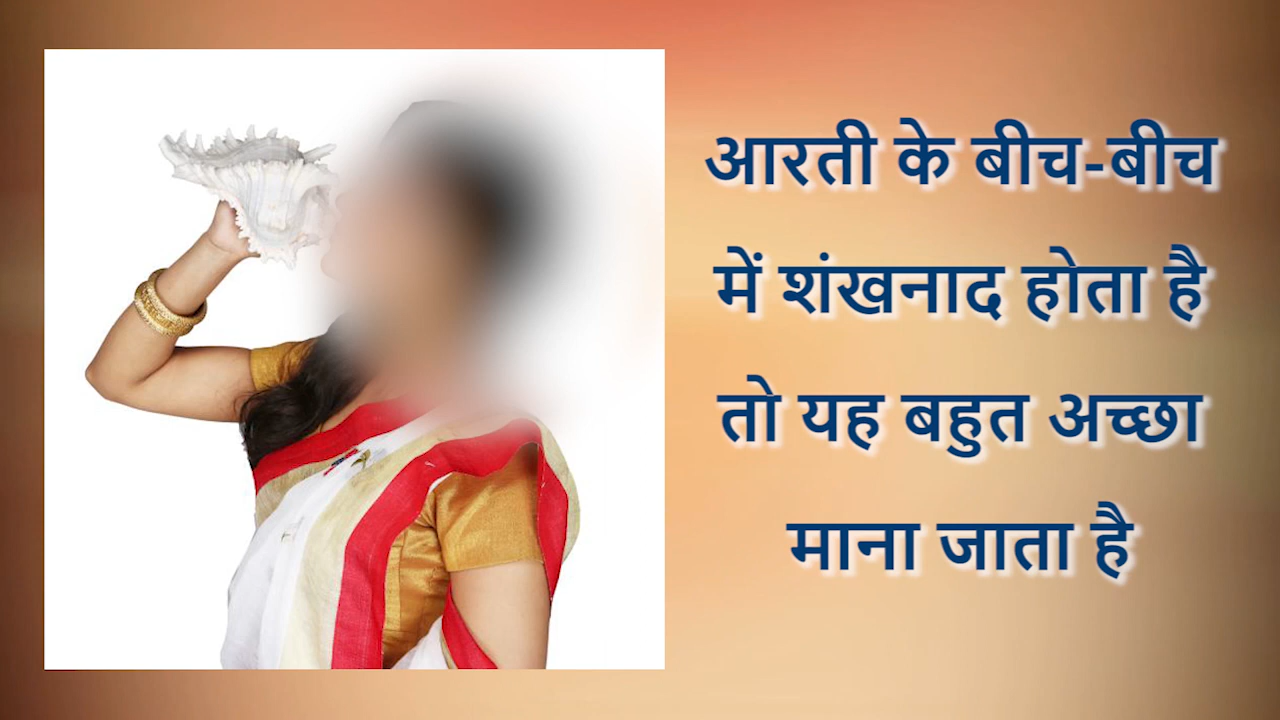 आरती के बीच-बीच
में शंखनाद होता है
तो यह बहुत अच्छा
माना जाता है